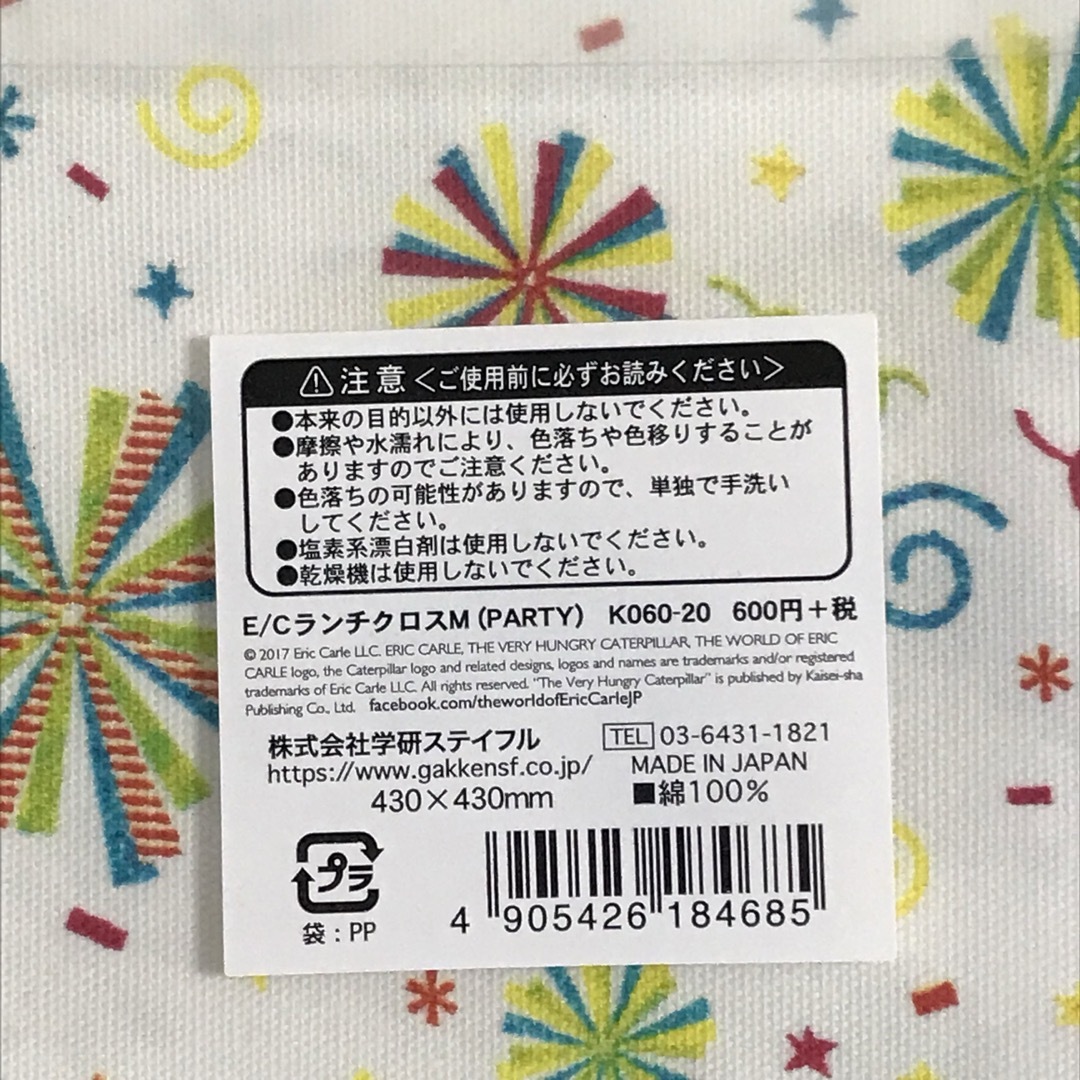 ⚠注意<ご使用前に必ずお読みください>
●本来の目的以外には使用しないでください。
●摩擦や水濡れにより、色落ちや色移りすることが
ありますのでご注意ください。
●色落ちの可能性がありますので、単独で手洗い
してください。
●塩素系漂白剤は使用しないでください。
●乾燥機は使用しないでください。
E/CランチクロスM(PARTY) K060-20 600円+税
© 2017 Eric Carle LLC. ERIC CARLE, THE VERY HUNGRY CATERPILLAR, THE WORLD OF ERIC
CARLE logo, the Caterpillar logo and related designs, logos and names are trademarks and/or registered
trademarks of Eric Carle LLC. All rights reserved. "The Very Hungry Caterpillar" is published by Kaisei-sha
Publishing Co., Ltd. facebook.com/theworldofEricCarleJP
株式会社学研ステイフル TEL 03-6431-1821
https://www.gakkensf.co.jp/ MADE IN JAPAN
430×430mm ■綿100%
プラ
袋:PP
4 905426 184685